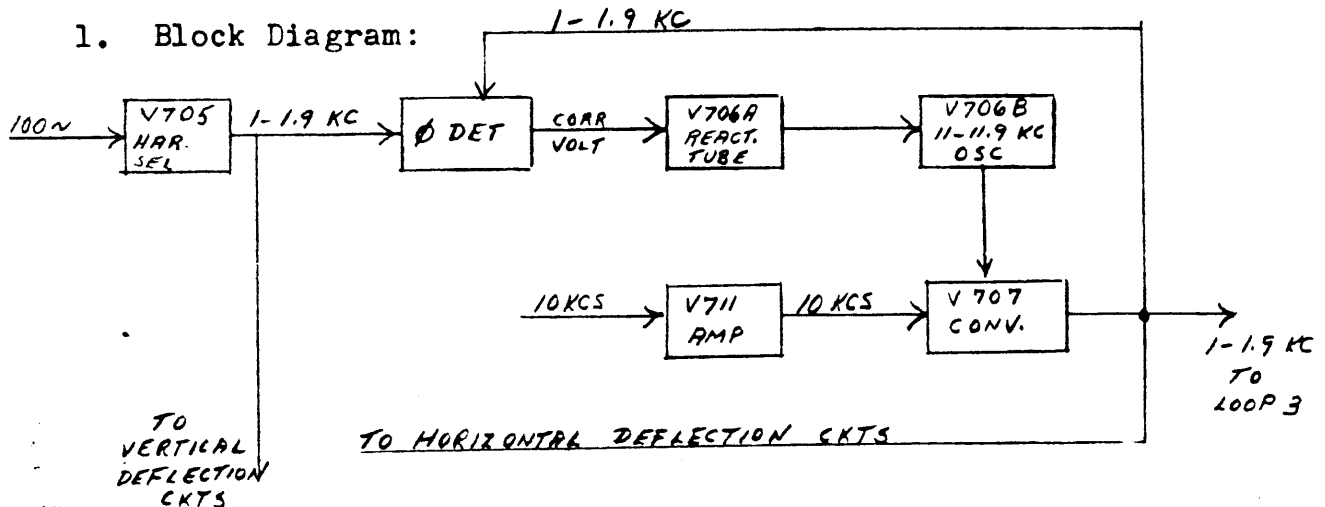 1. Block Diagram:
1-1.9 KC
100~
V705
HAR.
SEL
1-1.9 KC
Ø DET
CORR
VOLT
V706A
REACT.
TUBE
V706B
11-11.9 KC
OSC
10 KCS
V711
AMP
10 KCS
V707
CONV.
1-1.9 KC
TO
LOOP 3
TO
VERTICAL
DEFLECTION
CKTS
TO HORIZONTAL DEFLECTION CKTS